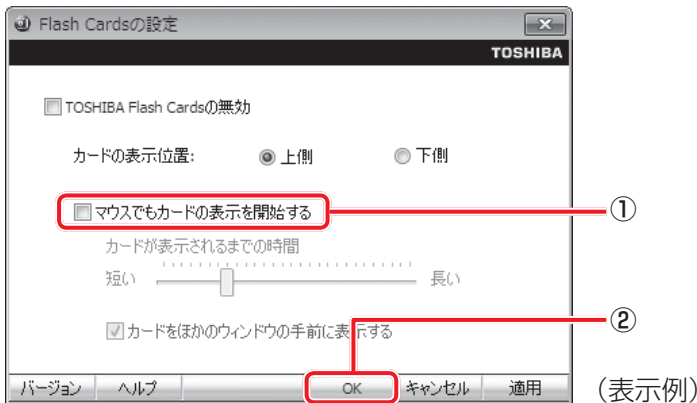 Flash Cardsの設定
TOSHIBA
TOSHIBA Flash Cardsの無効
カードの表示位置: 上側 下側
マウスでもカードの表示を開始する ①
カードが表示されるまでの時間
短い 長い
②
カードをほかのウィンドウの手前に表示する
バージョン ヘルプ OK キャンセル 適用 (表示例)